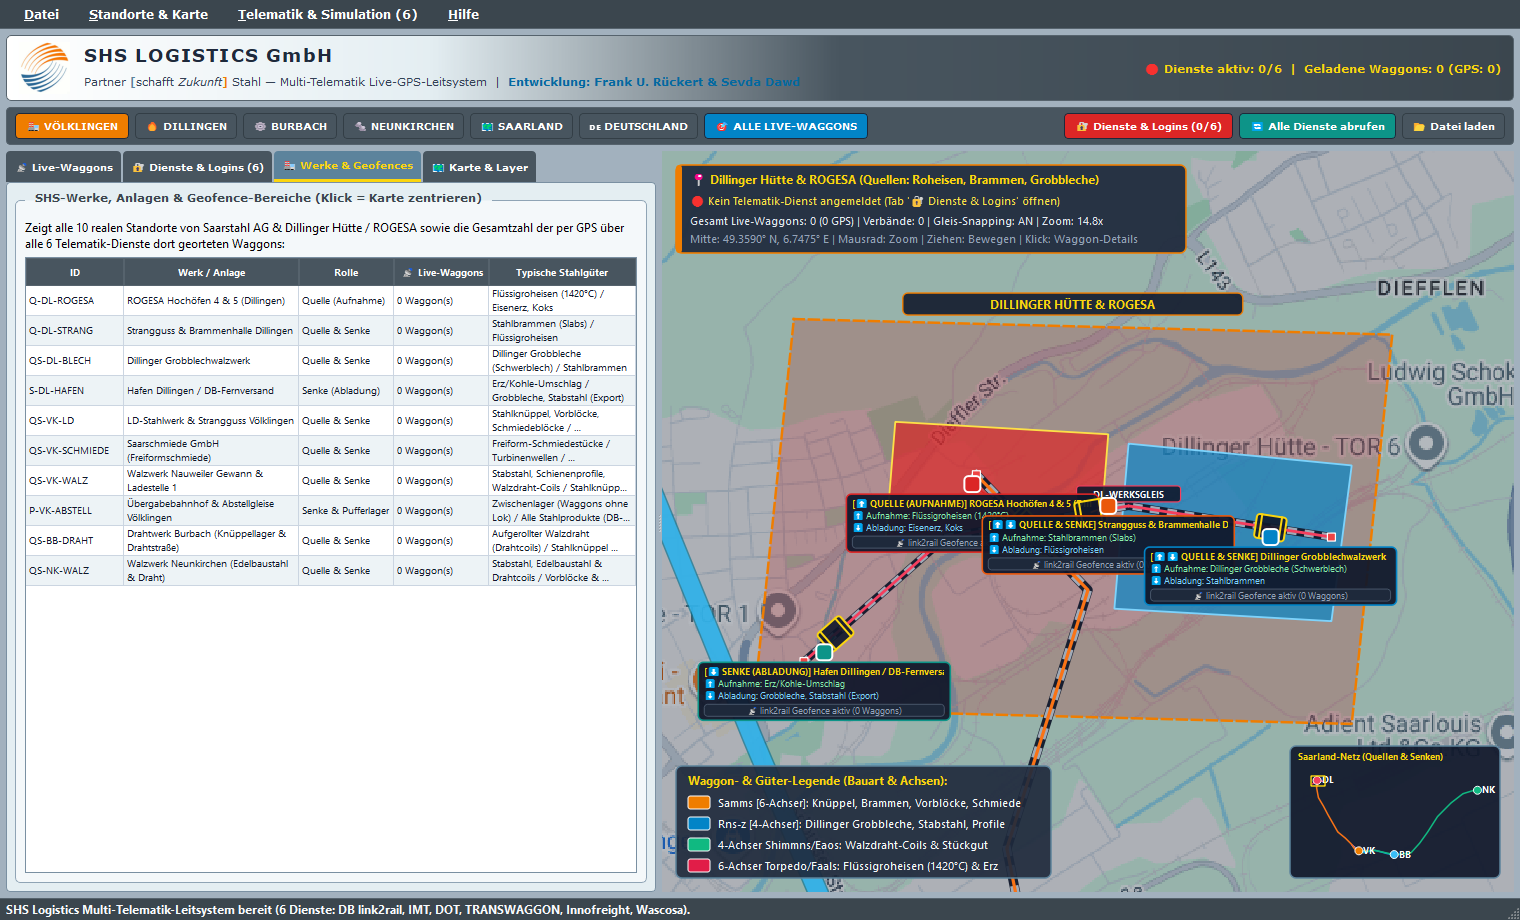 Datei Standorte & Karte Telematik & Simulation (6) Hilfe
SHS LOGISTICS GmbH
Partner [schafft Zukunft] Stahl — Multi-Telematik Live-GPS-Leitsystem | Entwicklung: Frank U. Rückert & Sevda Dawd
Dienste aktiv: 0/6 | Geladene Waggons: 0 (GPS: 0)
VÖLKLINGEN DILLINGEN BURBACH NEUNKIRCHEN SAARLAND DE DEUTSCHLAND ALLE LIVE-WAGGONS Dienste & Logins (0/6) Alle Dienste abrufen Datei laden
Live-Waggons Dienste & Logins (6) Werke & Geofences Karte & Layer
SHS-Werke, Anlagen & Geofence-Bereiche (Klick = Karte zentrieren)
Zeigt alle 10 realen Standorte von Saarstahl AG & Dillinger Hütte / ROGESA sowie die Gesamtzahl der per GPS über
alle 6 Telematik-Dienste dort georteten Waggons:
ID Werk / Anlage Rolle Live-Waggons Typische Stahlgüter
Q-DL-ROGESA ROGESA Hochöfen 4 & 5 (Dillingen) Quelle (Aufnahme) 0 Waggon(s) Flüssigroheisen (1420°C) /
Eisenerz, Koks
Q-DL-STRANG Strangguss & Brammenhalle Dillingen Quelle & Senke 0 Waggon(s) Stahlbrammen (Slabs) /
Flüssigroheisen
QS-DL-BLECH Dillinger Grobblechwalzwerk Quelle & Senke 0 Waggon(s) Dillinger Grobbleche
(Schwerblech) / Stahlbrammen
S-DL-HAFEN Hafen Dillingen / DB-Fernversand Senke (Abladung) 0 Waggon(s) Erz/Kohle-Umschlag /
Grobbleche, Stabstahl (Export)
QS-VK-LD LD-Stahlwerk & Strangguss Völklingen Quelle & Senke 0 Waggon(s) Stahlknüppel, Vorblöcke,
Schmiedeblöcke / ...
QS-VK-SCHMIEDE Saarschmiede GmbH
(Freiformschmiede) Quelle & Senke 0 Waggon(s) Freiform-Schmiedestücke /
Turbinenwellen / ...
QS-VK-WALZ Walzwerk Nauweiler Gewann &
Ladestelle 1 Quelle & Senke 0 Waggon(s) Stabstahl, Schienenprofile,
Walzdraht-Coils / Stahlknüpp...
P-VK-ABSTELL Übergabebahnhof & Abstellgleise
Völklingen Senke & Pufferlager 0 Waggon(s) Zwischenlager (Waggons ohne
Lok) / Alle Stahlprodukte (DB-...
QS-BB-DRAHT Drahtwerk Burbach (Knüppellager &
Drahtstraße) Quelle & Senke 0 Waggon(s) Aufgerollter Walzdraht
(Drahtcoils) / Stahlknüppel ...
QS-NK-WALZ Walzwerk Neunkirchen (Edelbaustahl
& Draht) Quelle & Senke 0 Waggon(s) Stabstahl, Edelbaustahl &
Drahtcoils / Vorblöcke & ...
Dillinger Hütte & ROGESA (Quellen: Roheisen, Brammen, Grobbleche)
Kein Telematik-Dienst angemeldet (Tab 'Dienste & Logins' öffnen)
Gesamt Live-Waggons: 0 (0 GPS) | Verbände: 0 | Gleis-Snapping: AN | Zoom: 14.8x
Mitte: 49.3590° N, 6.7475° E | Mausrad: Zoom | Ziehen: Bewegen | Klick: Waggon-Details
L143
DIEFFLEN
DILLINGER HÜTTE & ROGESA
Ludwig Schok
GmbH
Dieffler Str.
Dillinger Hütte - TOR 6
DL-WERKSGLEIS
[ QUELLE (AUFNAHME)] ROGESA Hochöfen 4 & 5
Aufnahme: Flüssigroheisen (1420°C)
Abladung: Eisenerz, Koks
link2rail Geofence
[ QUELLE & SENKE] Strangguss & Brammenhalle D
Aufnahme: Stahlbrammen (Slabs)
Abladung: Flüssigroheisen
link2rail Geofence aktiv (0
[ QUELLE & SENKE] Dillinger Grobblechwalzwerk
Aufnahme: Dillinger Grobbleche (Schwerblech)
Abladung: Stahlbrammen
link2rail Geofence aktiv (0 Waggons)
e - TOR 1
[ SENKE (ABLADUNG)] Hafen Dillingen / DB-Fernversa
Aufnahme: Erz/Kohle-Umschlag
Abladung: Grobbleche, Stabstahl (Export)
link2rail Geofence aktiv (0 Waggons)
Adient Saarlouis
Waggon- & Güter-Legende (Bauart & Achsen):
Samms [6-Achser]: Knüppel, Brammen, Vorblöcke, Schmiede
Rns-z [4-Achser]: Dillinger Grobbleche, Stabstahl, Profile
4-Achser Shimmns/Eaos: Walzdraht-Coils & Stückgut
6-Achser Torpedo/Faals: Flüssigroheisen (1420°C) & Erz
Saarland-Netz (Quellen & Senken)
DL
NK
VK
BB
SHS Logistics Multi-Telematik-Leitsystem bereit (6 Dienste: DB link2rail, IMT, DOT, TRANSWAGGON, Innofreight, Wascosa).